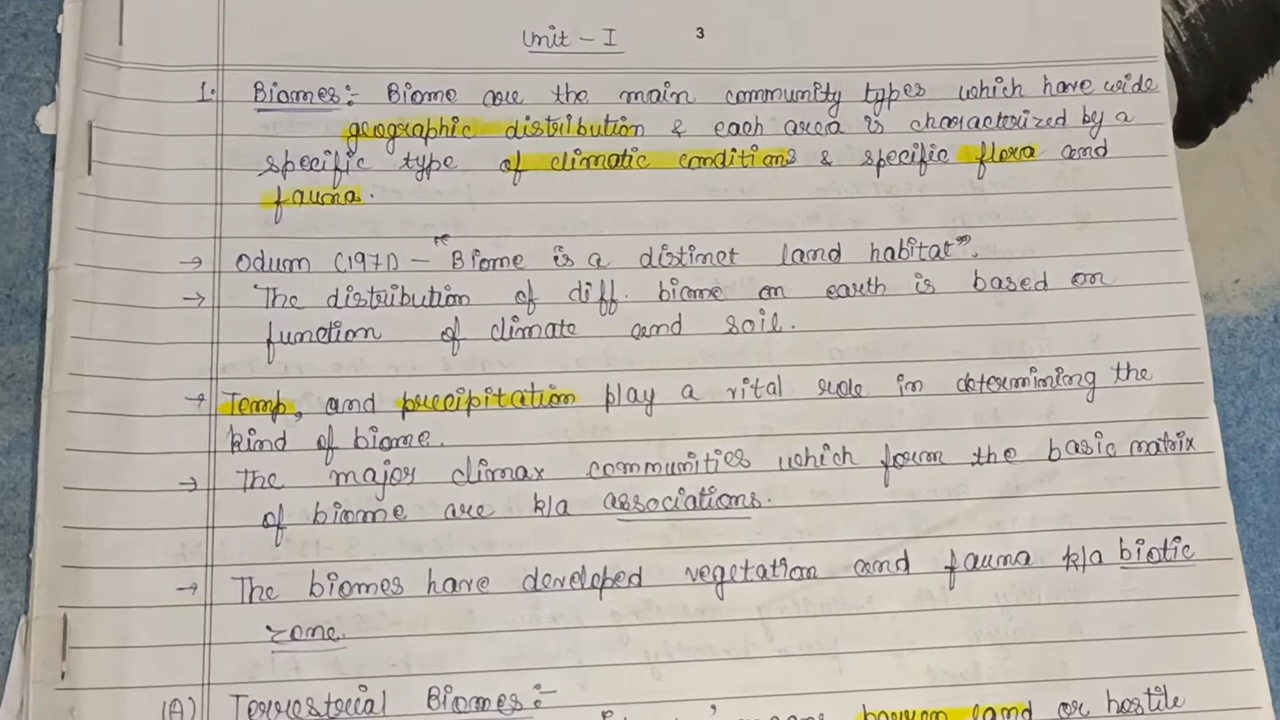 Unit - I 3
1. Biomes :- Biome are the main community types which have wide
geographic distribution & each area is characterized by a
specific type of climatic conditions & specific flora and
fauna.
→ Odum (1971) - "Biome is a distinct land habitat".
→ The distribution of diff. biome on earth is based on
function of climate and soil.
→ Temp, and precipitation play a vital role in determining the
kind of biome.
→ The major climax communities which form the basic matrix
of biome are k/a associations.
→ The biomes have developed vegetation and fauna k/a biotic
zone.
(A) Terrestrial Biomes :-
barren land or hostile